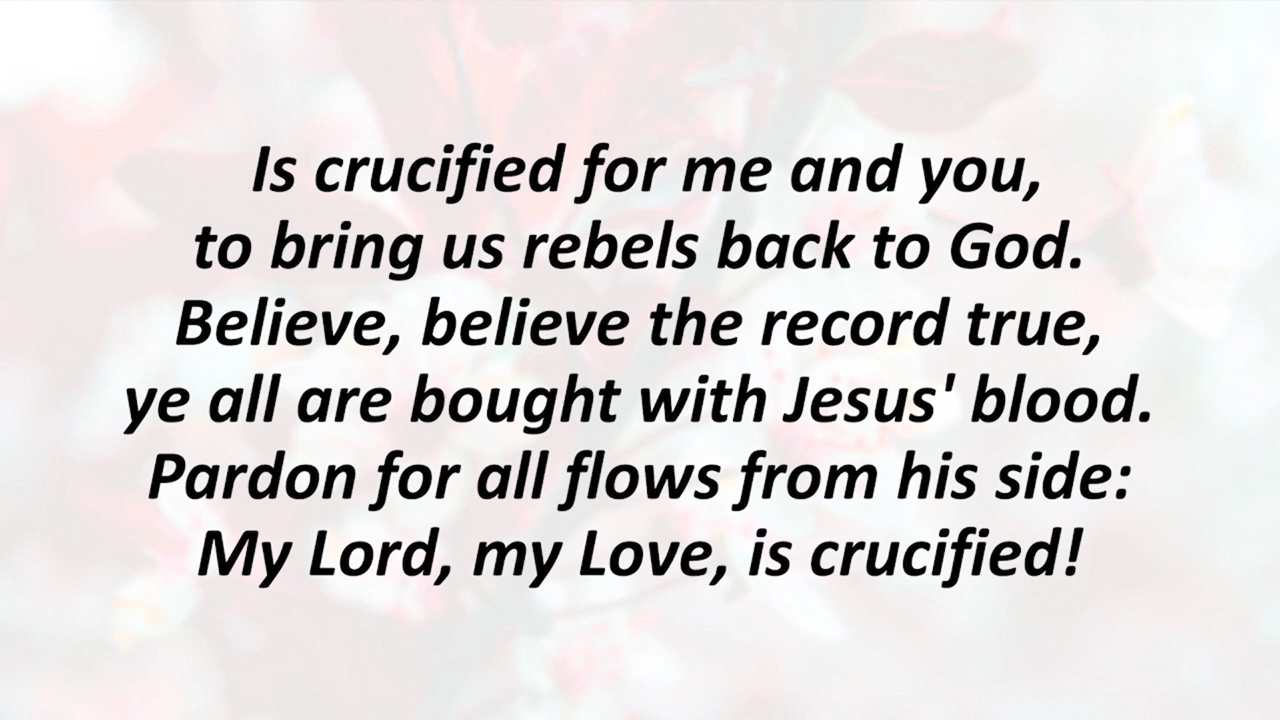 Is crucified for me and you,
to bring us rebels back to God.
Believe, believe the record true,
ye all are bought with Jesus' blood.
Pardon for all flows from his side:
My Lord, my Love, is crucified!